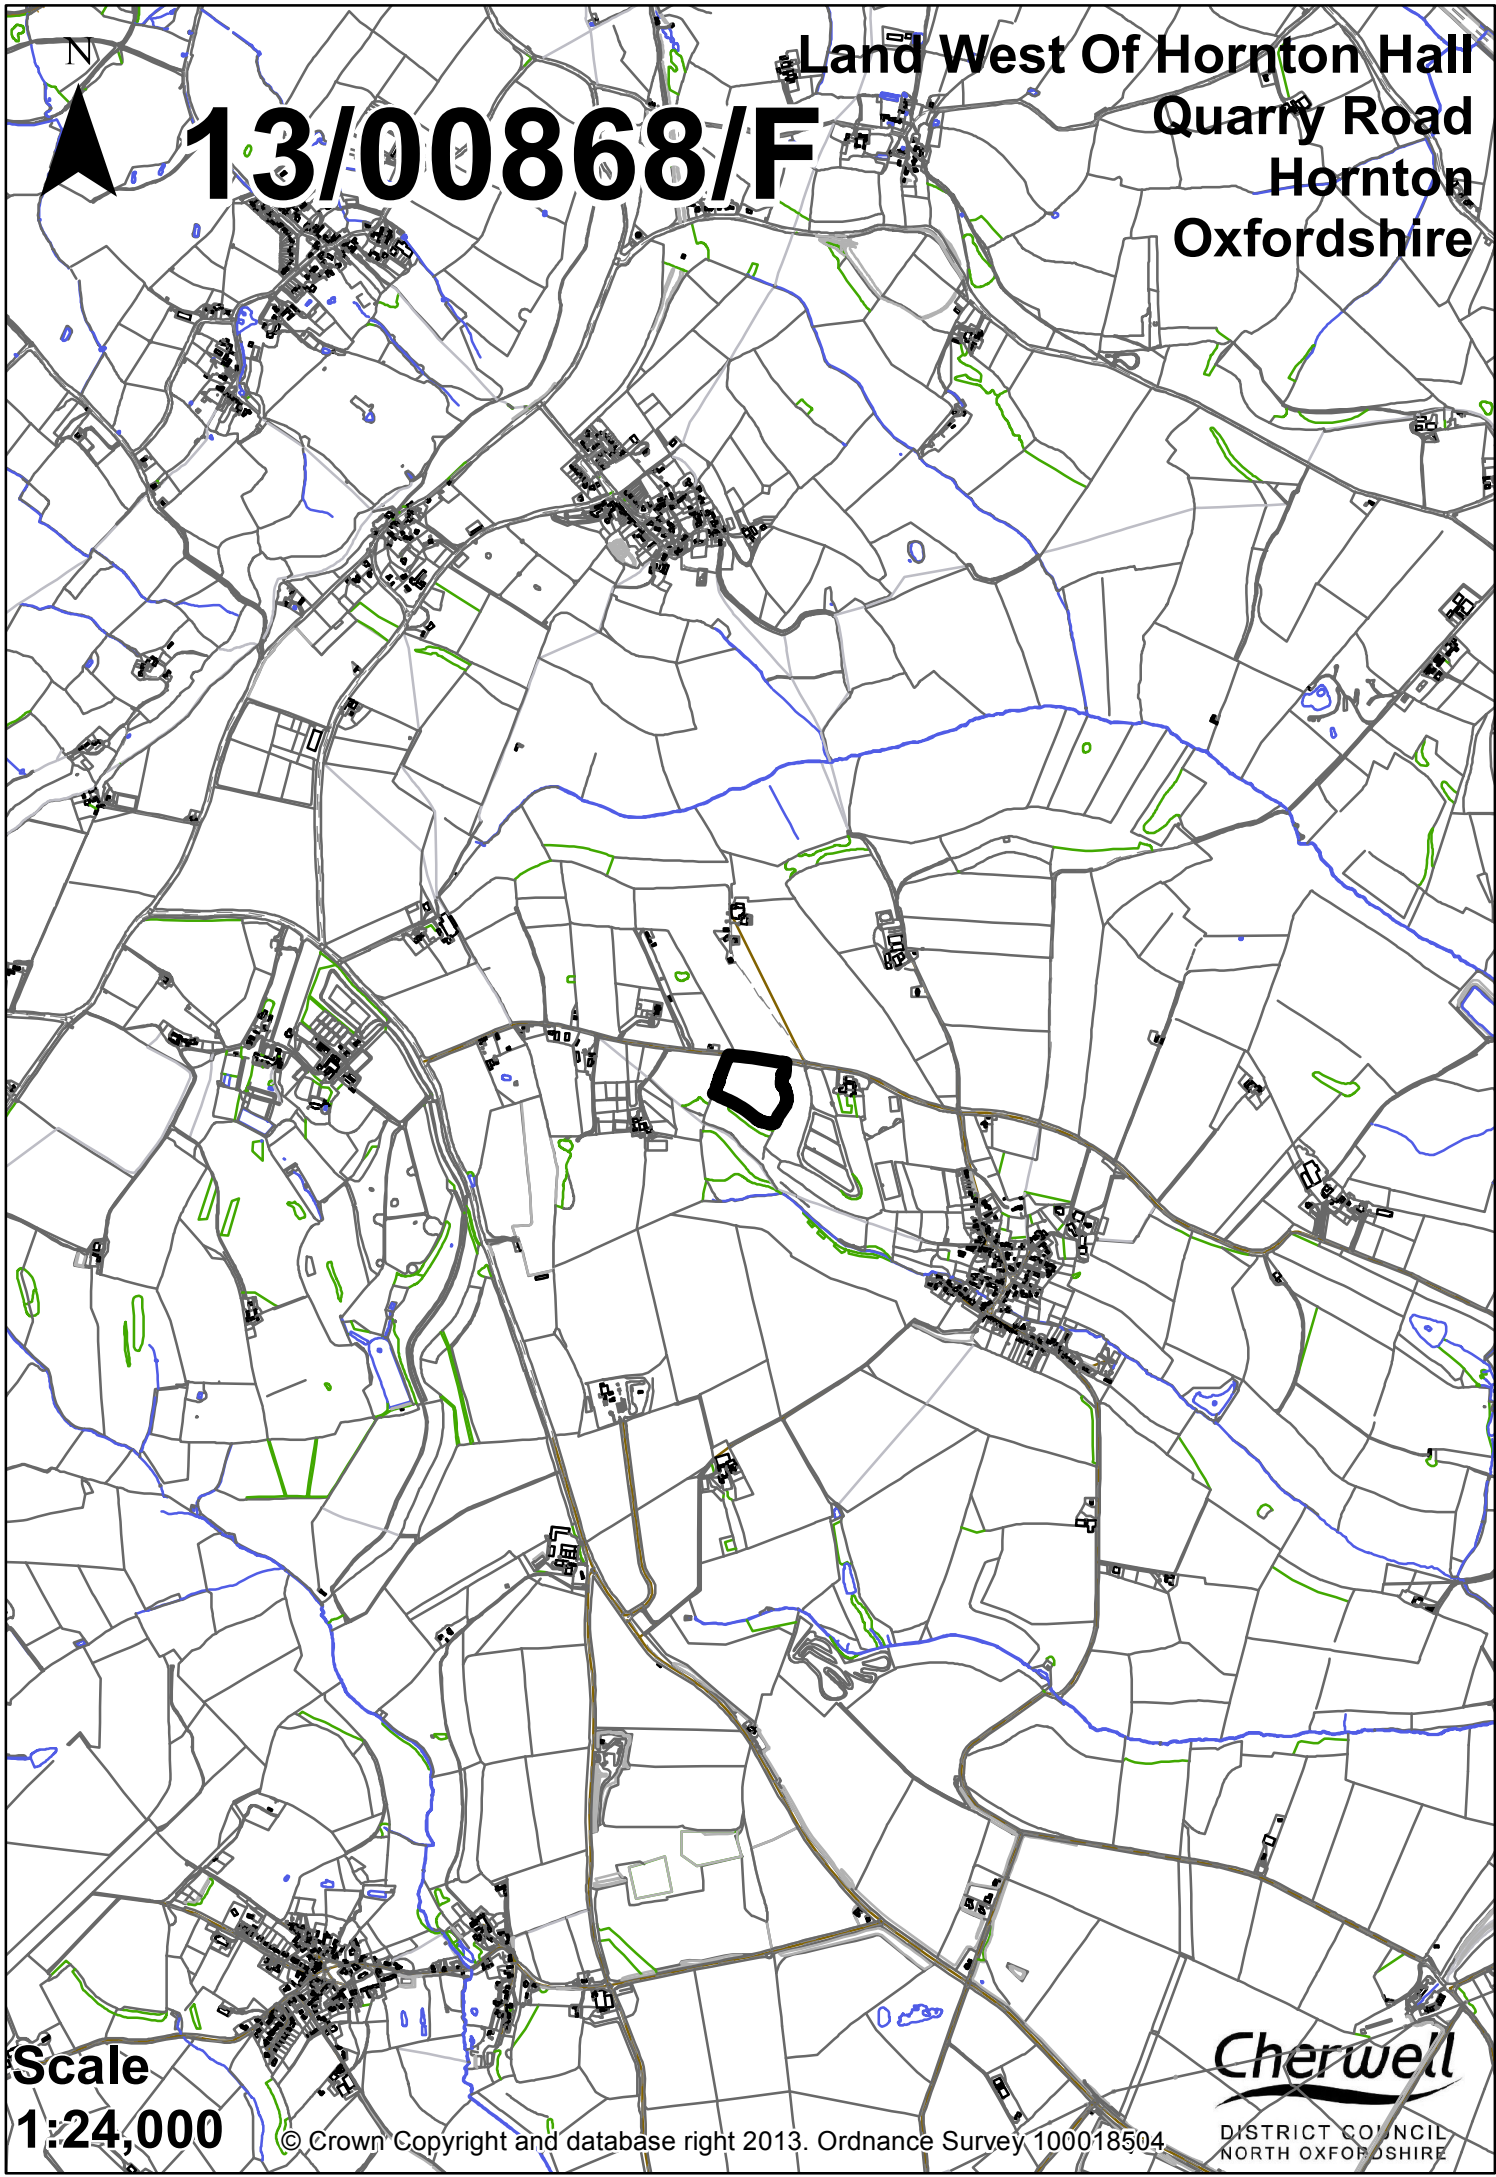 N
13/00868/F
Land West Of Hornton Hall
Quarry Road
Hornton
Oxfordshire
Scale
1:24,000
© Crown Copyright and database right 2013. Ordnance Survey 100018504
Cherwell
DISTRICT COUNCIL
NORTH OXFORDSHIRE